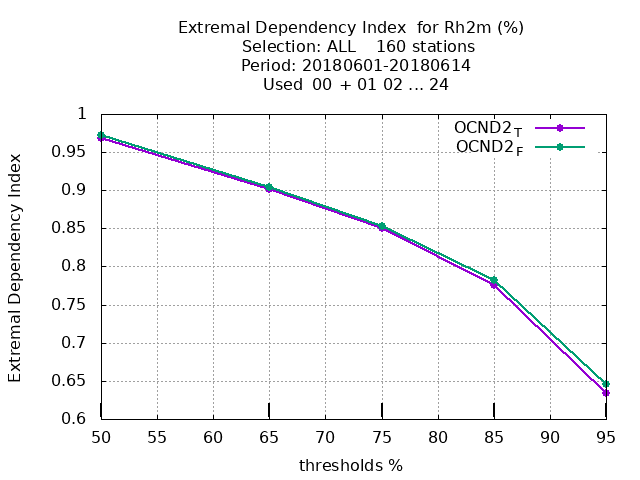 Extremal Dependency Index for Rh2m (%)
Selection: ALL 160 stations
Period: 20180601-20180614
Used 00 + 01 02 ... 24
1
0.95
0.9
0.85
0.8
0.75
0.7
0.65
0.6
Extremal Dependency Index
OCND2T
OCND2F
50 55 60 65 70 75 80 85 90 95
thresholds %